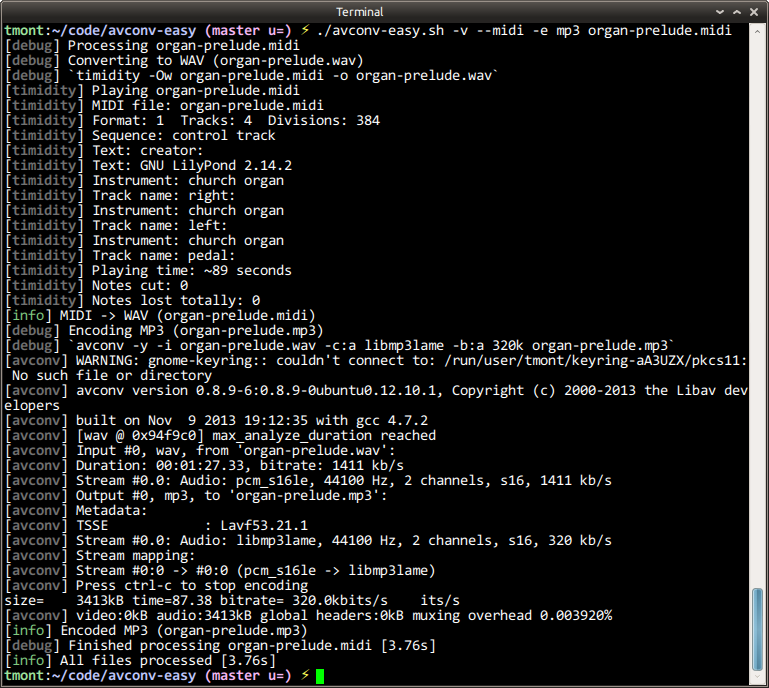 Terminal
tmont:~/code/avconv-easy (master u=) ⚡ ./avconv-easy.sh -v --midi -e mp3 organ-prelude.midi
[debug] Processing organ-prelude.midi
[debug] Converting to WAV (organ-prelude.wav)
[debug] `timidity -Ow organ-prelude.midi -o organ-prelude.wav`
[timidity] Playing organ-prelude.midi
[timidity] MIDI file: organ-prelude.midi
[timidity] Format: 1  Tracks: 4  Divisions: 384
[timidity] Sequence: control track
[timidity] Text: creator:
[timidity] Text: GNU LilyPond 2.14.2
[timidity] Instrument: church organ
[timidity] Track name: right:
[timidity] Instrument: church organ
[timidity] Track name: left:
[timidity] Instrument: church organ
[timidity] Track name: pedal:
[timidity] Playing time: ~89 seconds
[timidity] Notes cut: 0
[timidity] Notes lost totally: 0
[info] MIDI -> WAV (organ-prelude.midi)
[debug] Encoding MP3 (organ-prelude.mp3)
[debug] `avconv -y -i organ-prelude.wav -c:a libmp3lame -b:a 320k organ-prelude.mp3`
[avconv] WARNING: gnome-keyring:: couldn't connect to: /run/user/tmont/keyring-aA3UZX/pkcs11:
 No such file or directory
[avconv] avconv version 0.8.9-6:0.8.9-0ubuntu0.12.10.1, Copyright (c) 2000-2013 the Libav dev
elopers
[avconv] built on Nov  9 2013 19:12:35 with gcc 4.7.2
[avconv] [wav @ 0x94f9c0] max_analyze_duration reached
[avconv] Input #0, wav, from 'organ-prelude.wav':
[avconv] Duration: 00:01:27.33, bitrate: 1411 kb/s
[avconv] Stream #0.0: Audio: pcm_s16le, 44100 Hz, 2 channels, s16, 1411 kb/s
[avconv] Output #0, mp3, to 'organ-prelude.mp3':
[avconv] Metadata:
[avconv] TSSE            : Lavf53.21.1
[avconv] Stream #0.0: Audio: libmp3lame, 44100 Hz, 2 channels, s16, 320 kb/s
[avconv] Stream mapping:
[avconv] Stream #0:0 -> #0:0 (pcm_s16le -> libmp3lame)
[avconv] Press ctrl-c to stop encoding
size=    3413kB time=87.38 bitrate= 320.0kbits/s    its/s
[avconv] video:0kB audio:3413kB global headers:0kB muxing overhead 0.003920%
[info] Encoded MP3 (organ-prelude.mp3)
[debug] Finished processing organ-prelude.midi [3.76s]
[info] All files processed [3.76s]
tmont:~/code/avconv-easy (master u=) ⚡